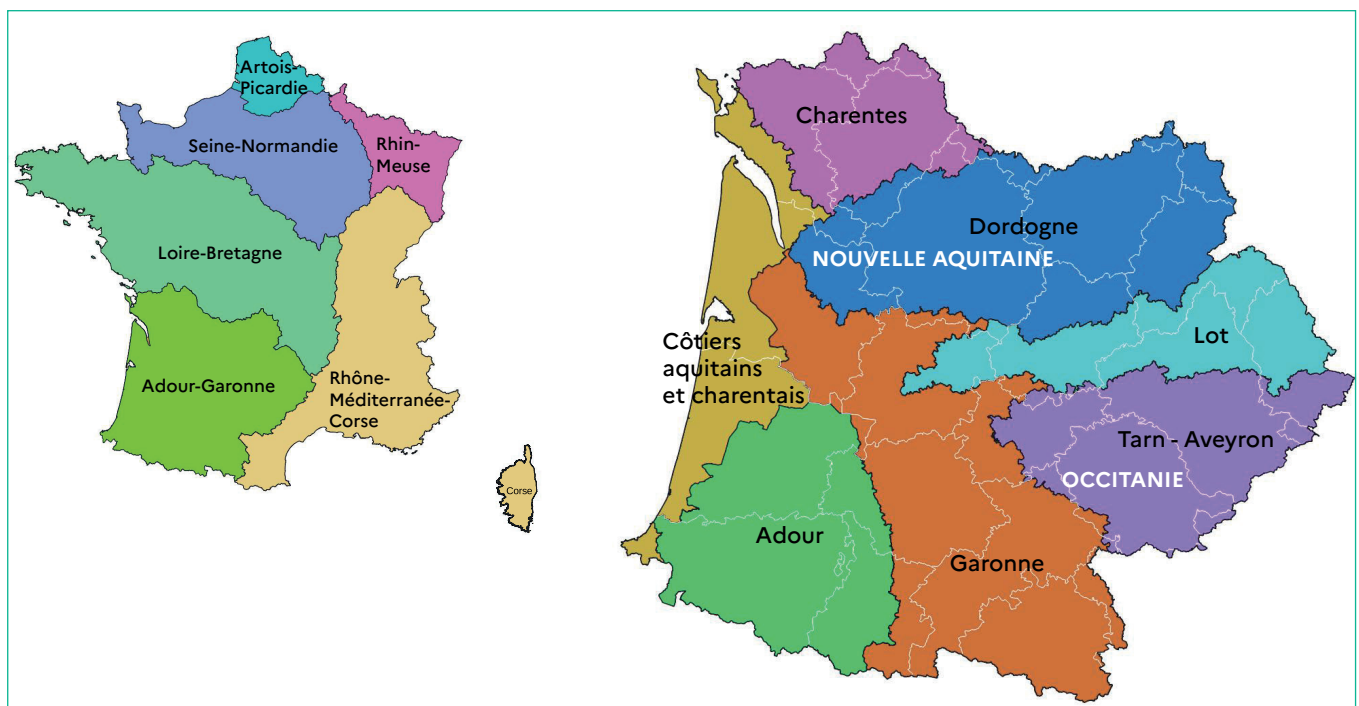 Artois-
Picardie
Seine-Normandie
Rhin-
Meuse
Loire-Bretagne
Adour-Garonne
Rhône-
Méditerranée-
Corse
Corse
Charentes
Dordogne
NOUVELLE AQUITAINE
Lot
Côtiers
aquitains
et charentais
Tarn - Aveyron
OCCITANIE
Adour
Garonne